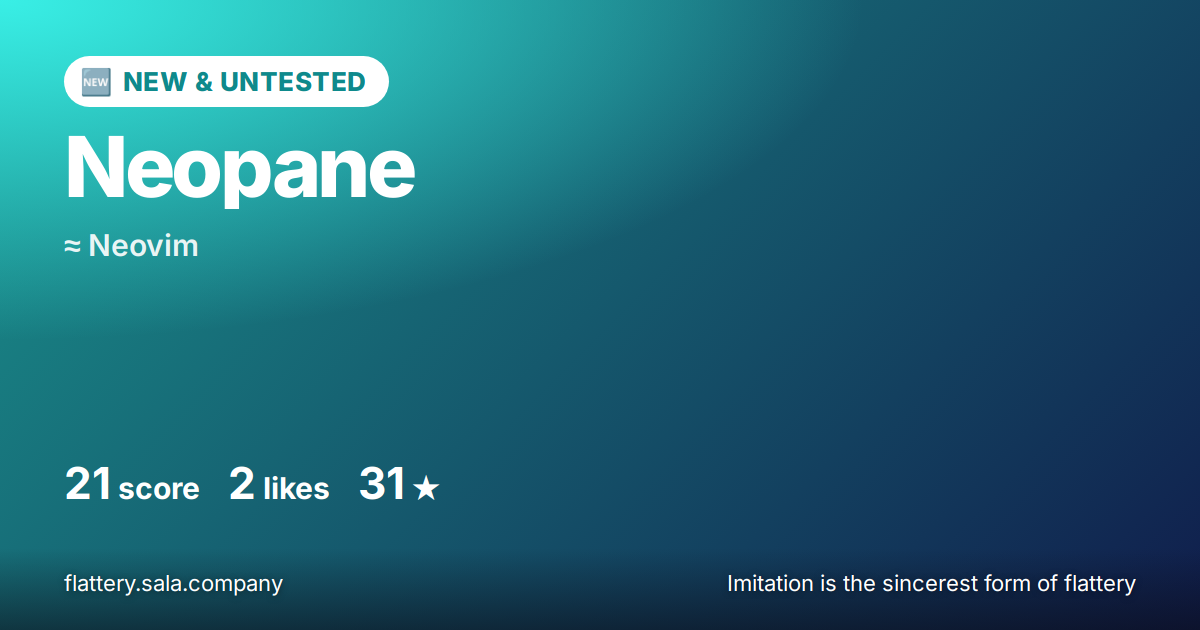 🆕 NEW & UNTESTED
Neopane
≈ Neovim
21 score 2 likes 31 ★
flattery.sala.company
Imitation is the sincerest form of flattery